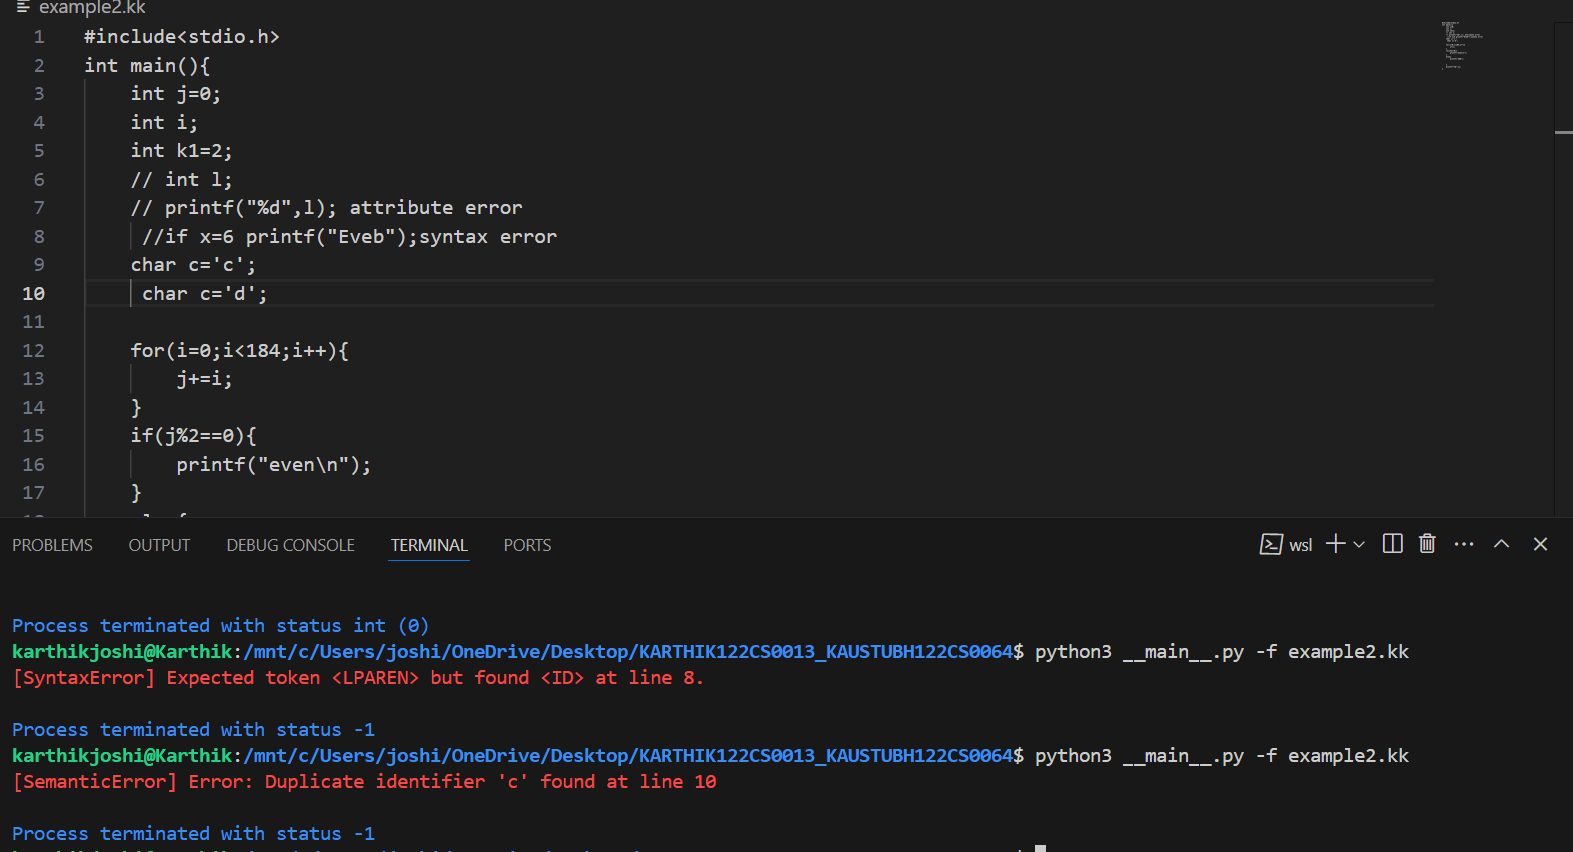 example2.kk
1 #include<stdio.h>
2 int main(){
3 int j=0;
4 int i;
5 int k1=2;
6 // int l;
7 // printf("%d",l); attribute error
8 //if x=6 printf("Eveb");syntax error
9 char c='c';
10 char c='d';
11
12 for(i=0;i<184;i++){
13 j+=i;
14 }
15 if(j%2==0){
16 printf("even\n");
17 }
PROBLEMS OUTPUT DEBUG CONSOLE TERMINAL PORTS wsl
Process terminated with status int (0)
karthikjoshi@Karthik:/mnt/c/Users/joshi/OneDrive/Desktop/KARTHIK122CS0013_KAUSTUBH122CS0064$ python3 __main__.py -f example2.kk
[SyntaxError] Expected token <LPAREN> but found <ID> at line 8.
Process terminated with status -1
karthikjoshi@Karthik:/mnt/c/Users/joshi/OneDrive/Desktop/KARTHIK122CS0013_KAUSTUBH122CS0064$ python3 __main__.py -f example2.kk
[SemanticError] Error: Duplicate identifier 'c' found at line 10
Process terminated with status -1